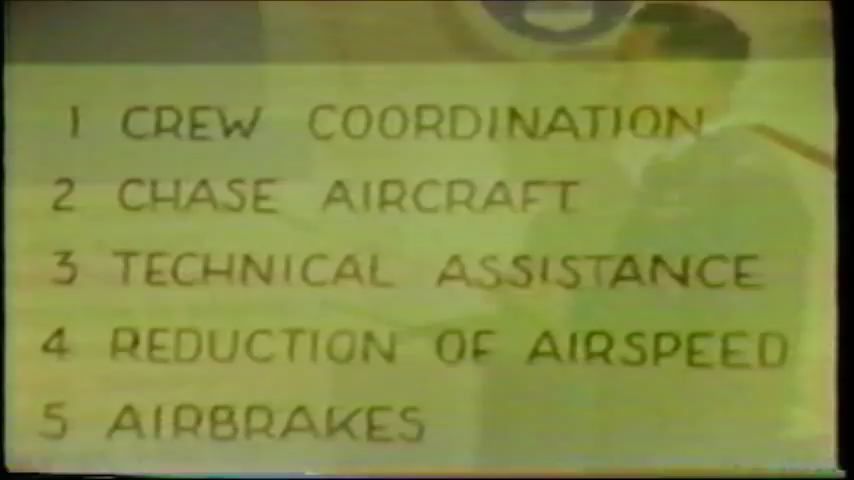 1 CREW COORDINATION
2 CHASE AIRCRAFT
3 TECHNICAL ASSISTANCE
4 REDUCTION OF AIRSPEED
5 AIRBRAKES